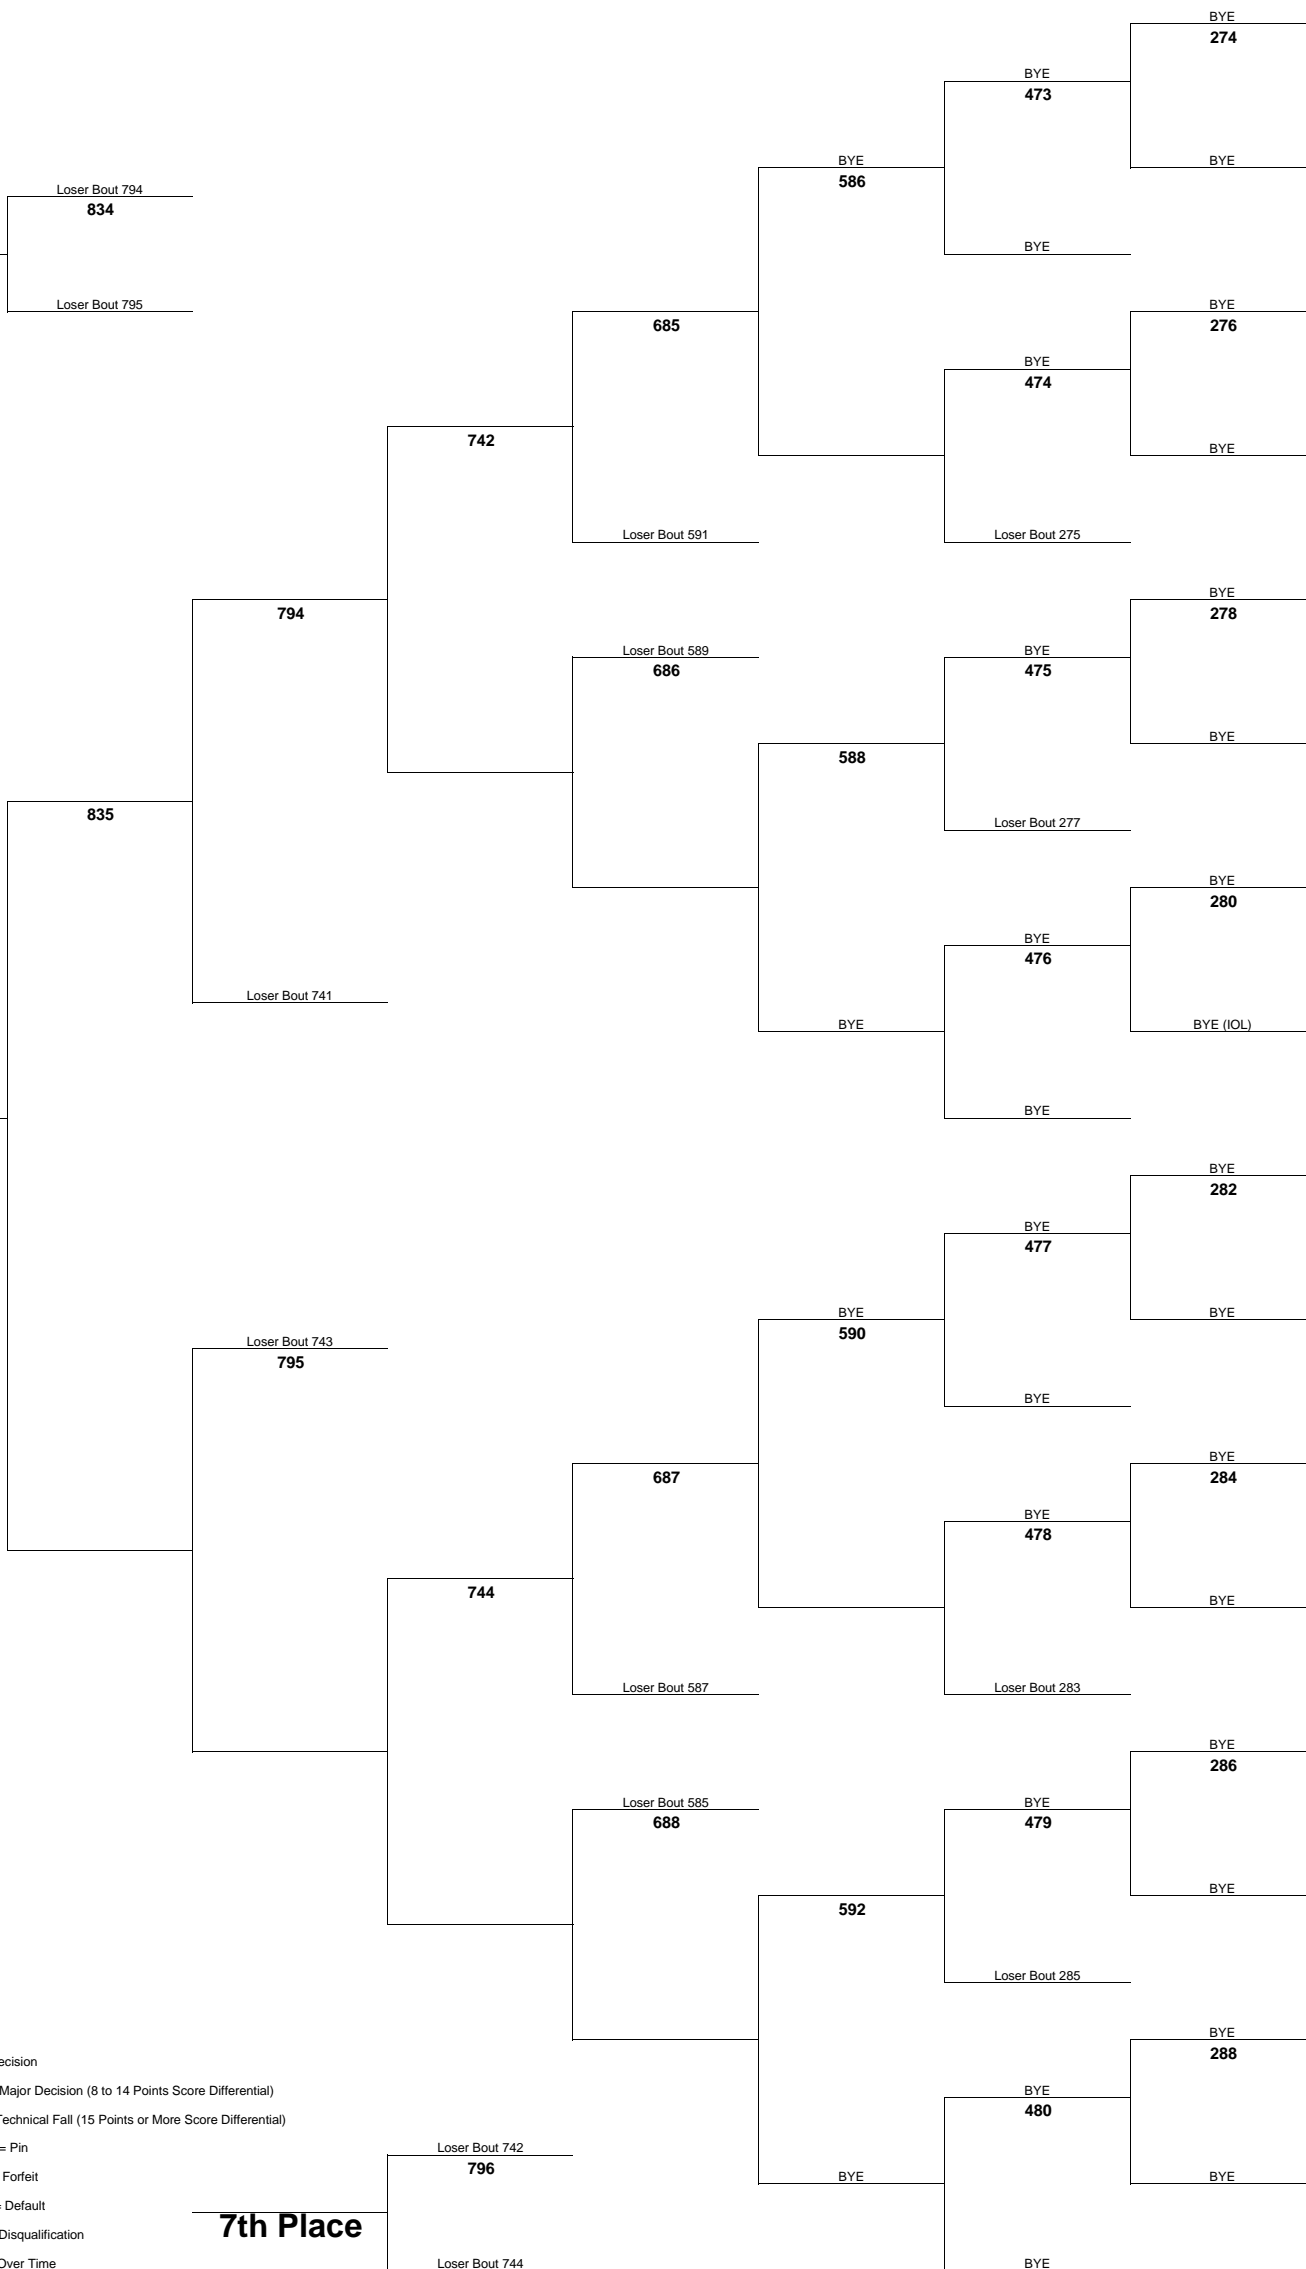 BYE
274
BYE
473
BYE
BYE
586
Loser Bout 794
834
BYE
Loser Bout 795
BYE
685
276
BYE
474
742
BYE
Loser Bout 591
Loser Bout 275
BYE
794
278
Loser Bout 589
BYE
686
475
BYE
588
835
Loser Bout 277
BYE
280
BYE
476
Loser Bout 741
BYE
BYE (IOL)
BYE
BYE
282
BYE
477
BYE
BYE
590
Loser Bout 743
795
BYE
BYE
687
284
BYE
478
744
BYE
Loser Bout 587
Loser Bout 283
BYE
286
Loser Bout 585
BYE
688
479
BYE
592
Loser Bout 285
BYE
288
ecision
Major Decision (8 to 14 Points Score Differential)
BYE
480
Technical Fall (15 Points or More Score Differential)
= Pin
Loser Bout 742
796
Forfeit
BYE
BYE
= Default
7th Place
Disqualification
Over Time
Loser Bout 744
BYE